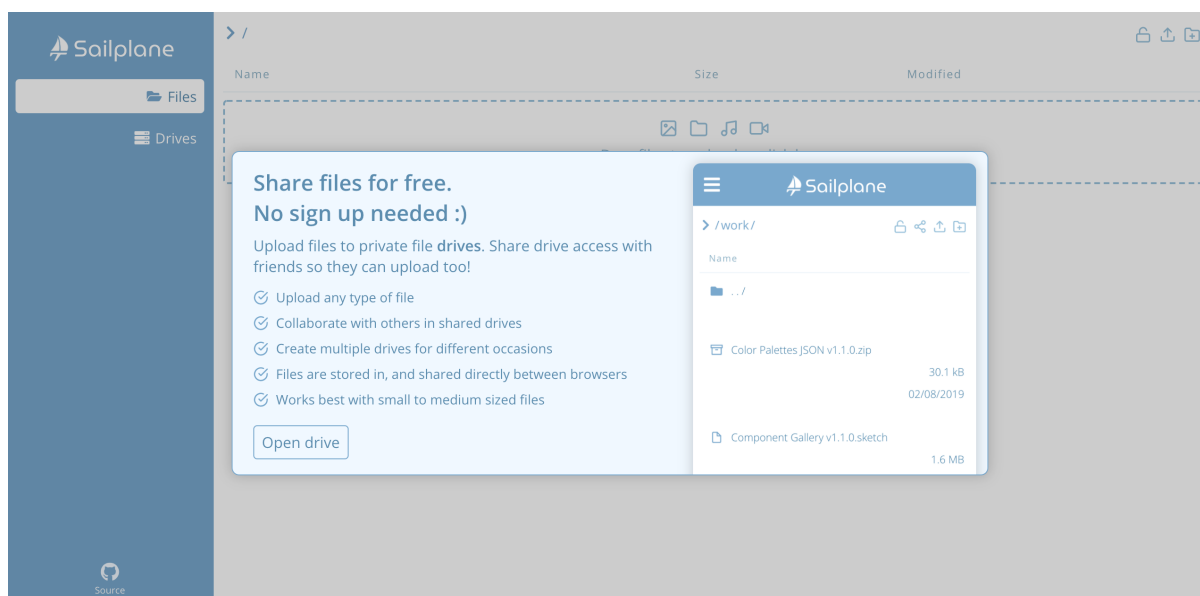 Sailplane
Files
Drives
Source
/
Name Size Modified
Share files for free.
No sign up needed :)
Upload files to private file drives. Share drive access with
friends so they can upload too!
Upload any type of file
Collaborate with others in shared drives
Create multiple drives for different occasions
Files are stored in, and shared directly between browsers
Works best with small to medium sized files
Open drive
Sailplane
/work/
Name
../
Color Palettes JSON v1.1.0.zip
30.1 kB
02/08/2019
Component Gallery v1.1.0.sketch
1.6 MB